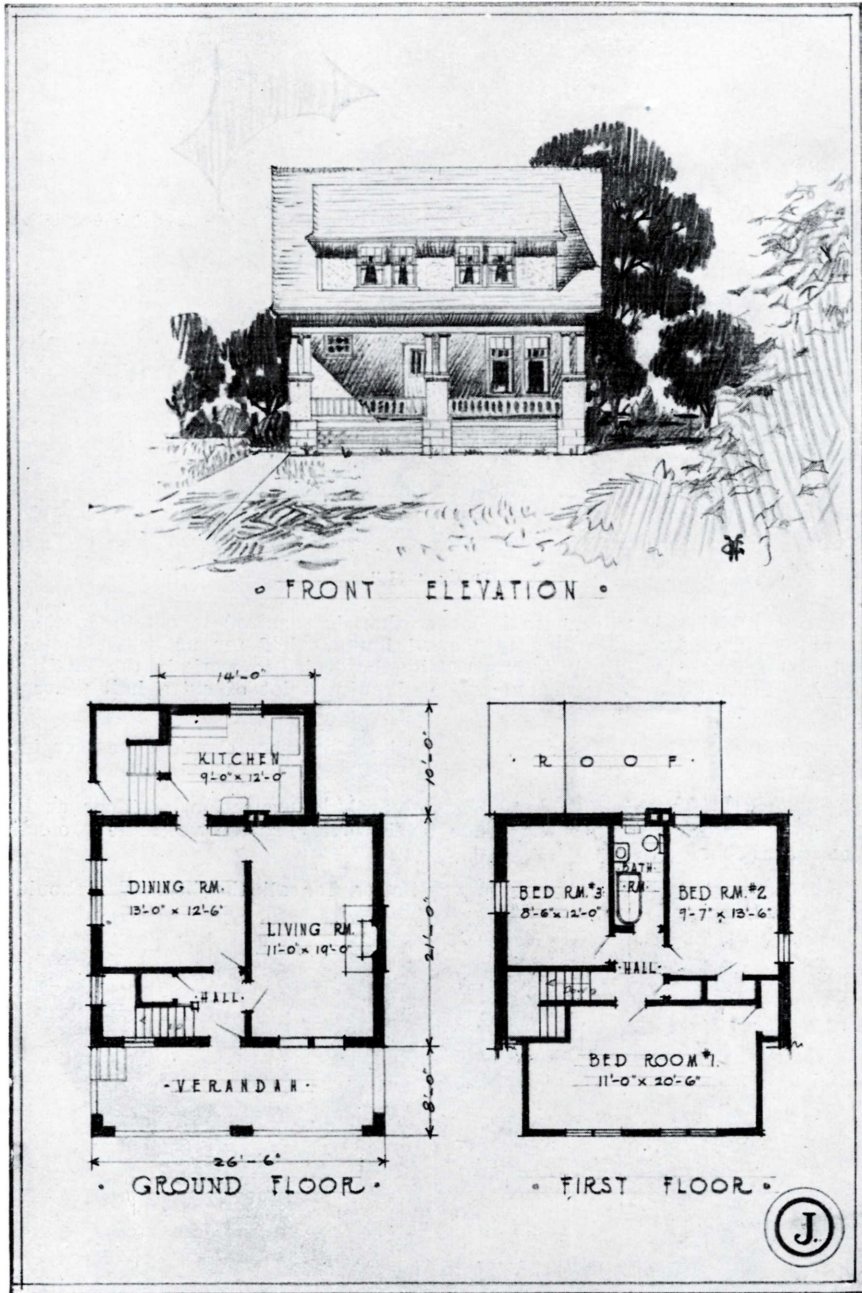 • FRONT ELEVATION •
14'-0"
KITCHEN
9'-0" x 12'-0"
10'-0"
DINING RM.
13'-0" x 12'-6"
LIVING RM.
11'-0" x 19'-0"
21'-0"
HALL
UP
• VERANDAH •
8'-0"
26'-6"
• GROUND FLOOR •
• ROOF •
BED RM. #3
8'-6" x 12'-0"
BATH
RM.
BED RM. #2
9'-7" x 13'-6"
HALL
BED ROOM #1
11'-0" x 20'-6"
• FIRST FLOOR •
J.